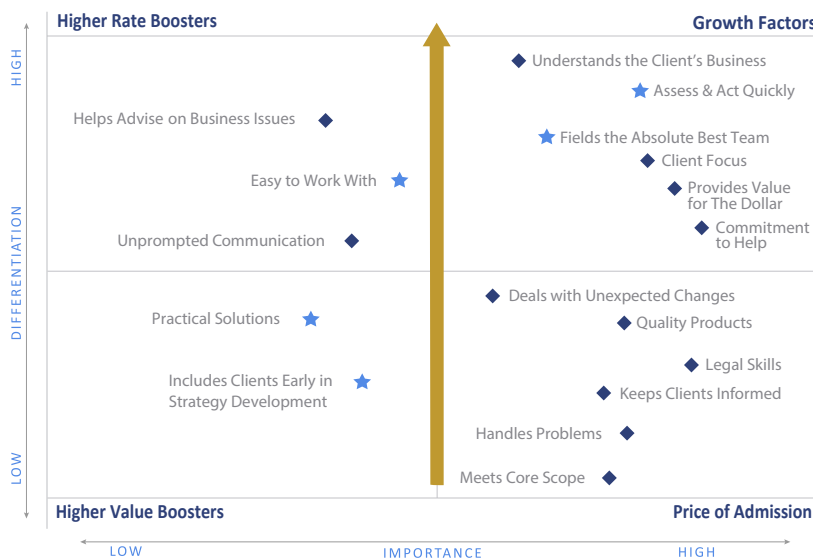 Higher Rate Boosters
Growth Factors
HIGH
Understands the Client's Business
Assess & Act Quickly
Helps Advise on Business Issues
Fields the Absolute Best Team
Client Focus
Easy to Work With
Provides Value
for The Dollar
Commitment
to Help
Unprompted Communication
DIFFERENTIATION
Deals with Unexpected Changes
Practical Solutions
Quality Products
Legal Skills
Includes Clients Early in
Strategy Development
Keeps Clients Informed
Handles Problems
LOW
Meets Core Scope
Higher Value Boosters
Price of Admission
LOW
IMPORTANCE
HIGH